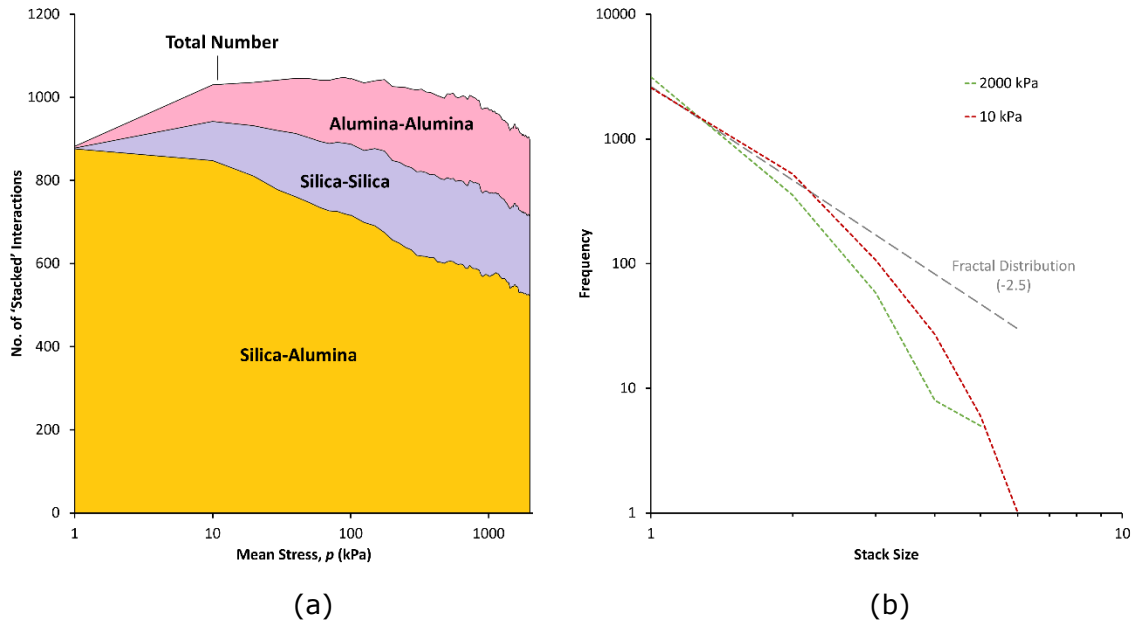 1200
1000
800
600
400
200
0
No. of 'Stacked' Interactions
Total Number
Alumina-Alumina
Silica-Silica
Silica-Alumina
1
10
100
1000
Mean Stress, p (kPa)
(a)
10000
1000
100
10
1
Frequency
2000 kPa
10 kPa
Fractal Distribution
(-2.5)
1
10
Stack Size
(b)